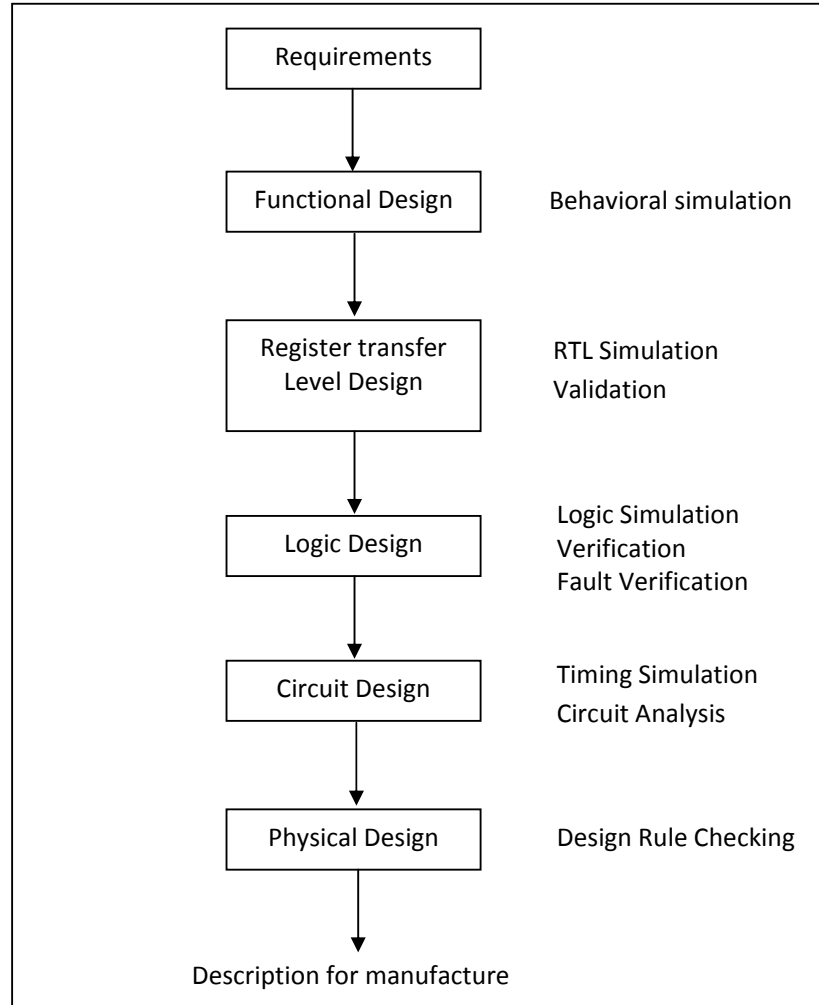 Requirements
Functional Design
Behavioral simulation
Register transfer
Level Design
RTL Simulation
Validation
Logic Design
Logic Simulation
Verification
Fault Verification
Circuit Design
Timing Simulation
Circuit Analysis
Physical Design
Design Rule Checking
Description for manufacture